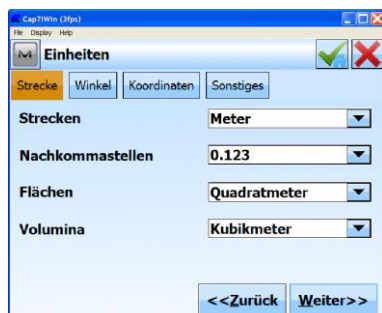 Cap7IWin (3fps)
File Display Help
Einheiten
Strecke Winkel Koordinaten Sonstiges
Strecken Meter
Nachkommastellen 0.123
Flächen Quadratmeter
Volumina Kubikmeter
<<Zurück Weiter>>